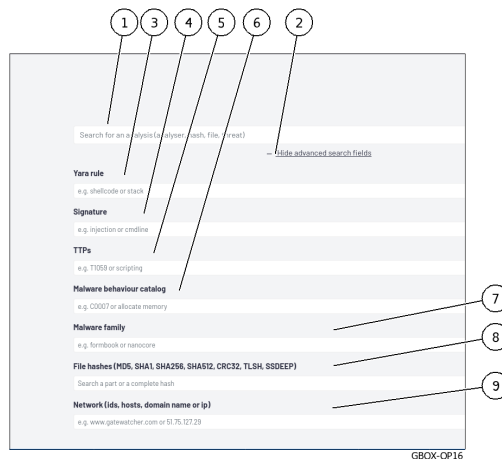 1 3 4 5 6 2
Search for an analysis (analyser, hash, file, threat)
— Hide advanced search fields
Yara rule
e.g. shellcode or stack
Signature
e.g. injection or cmdline
TTPs
e.g. T1059 or scripting
Malware behaviour catalog
e.g. C0007 or allocate memory
7
Malware family
8
e.g. formbook or nanocore
File hashes (MD5, SHA1, SHA256, SHA512, CRC32, TLSH, SSDEEP)
Search a part or a complete hash
9
Network (ids, hosts, domain name or ip)
e.g. www.gatewatcher.com or 51.75.127.29
GBOX-OP16